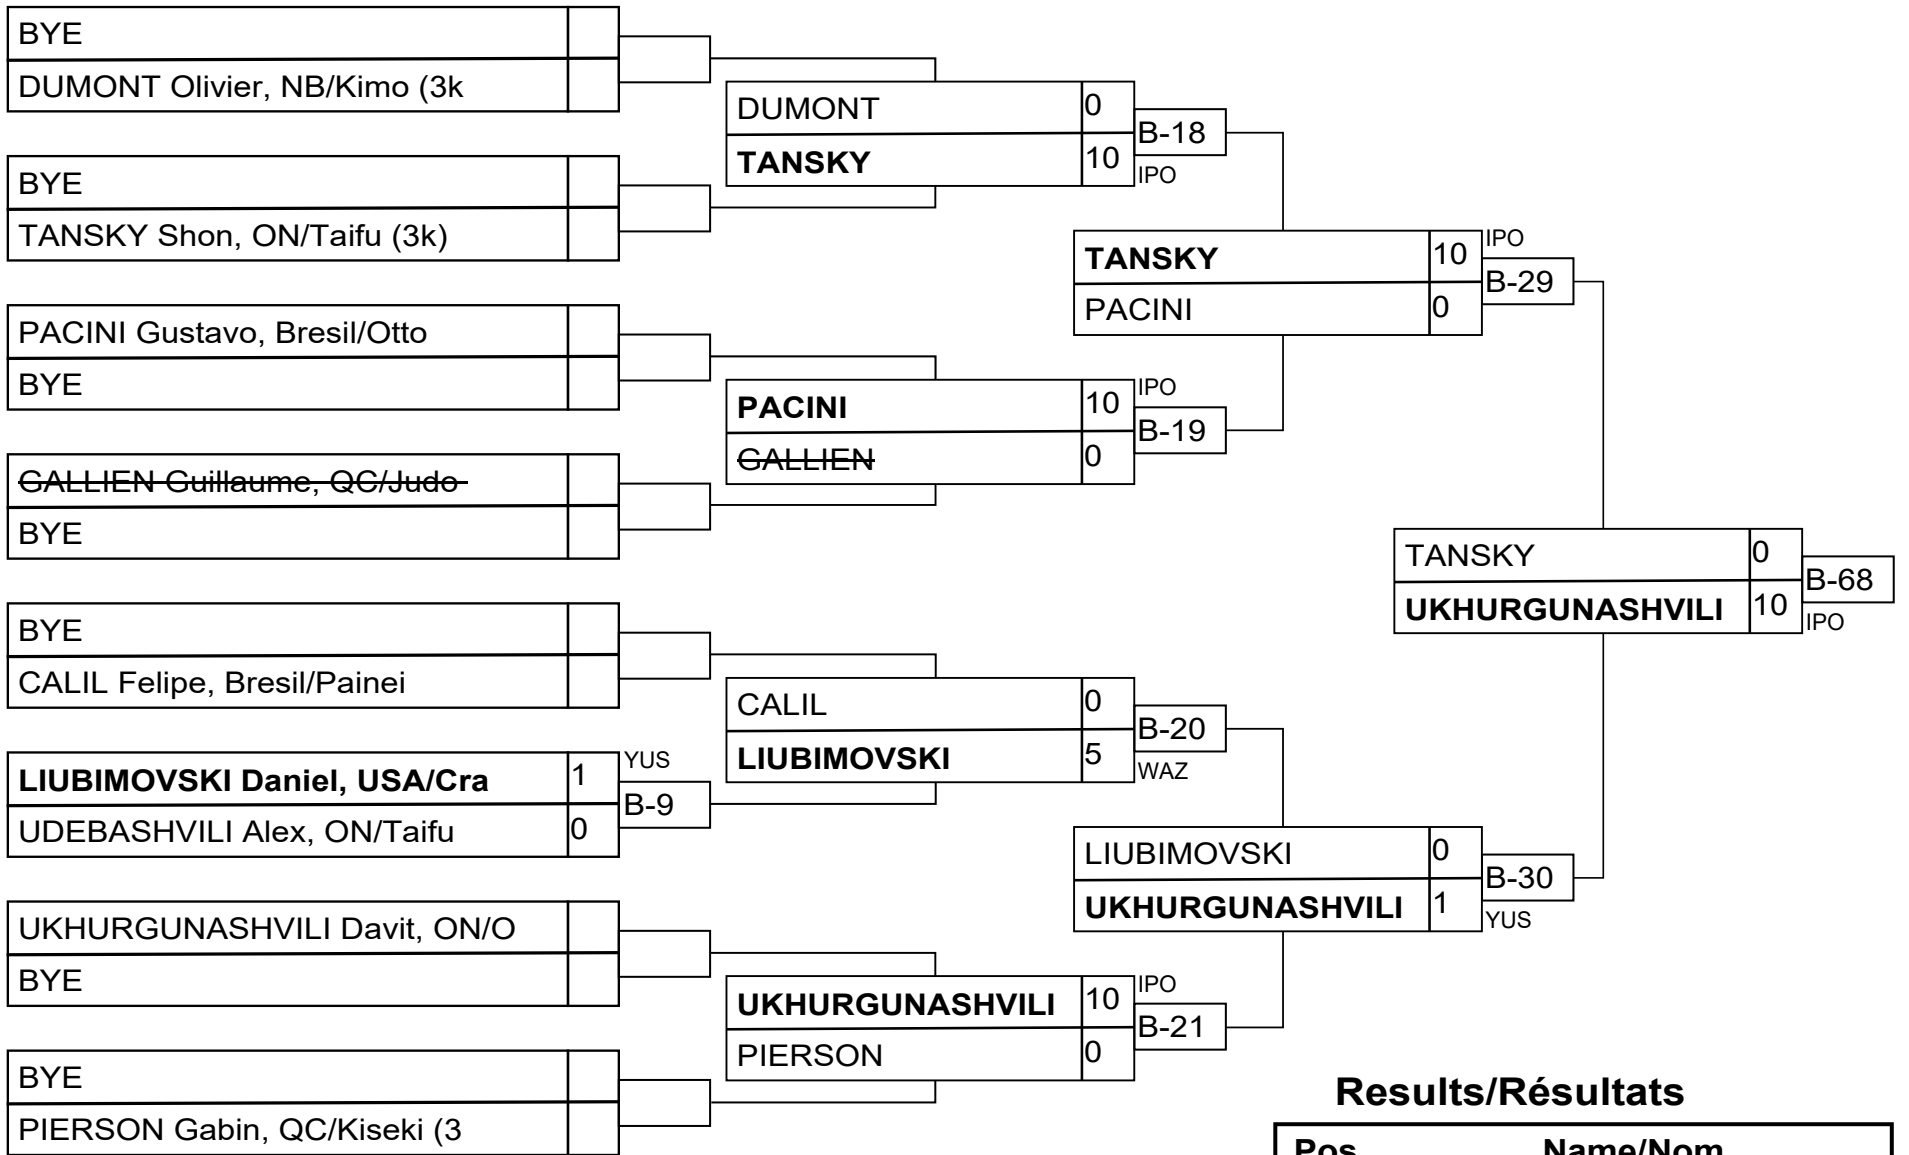 BYE
DUMONT Olivier, NB/Kimo (3k
BYE
TANSKY Shon, ON/Taifu (3k)
PACINI Gustavo, Bresil/Otto
BYE
GALLIEN Guillaume, QC/Judo
BYE
BYE
CALIL Felipe, Bresil/Painei
LIUBIMOVSKI Daniel, USA/Cra 1
UDEBASHVILI Alex, ON/Taifu 0
YUS
B-9
UKHURGUNASHVILI Davit, ON/O
BYE
BYE
PIERSON Gabin, QC/Kiseki (3
DUMONT 0
TANSKY 10
B-18
IPO
PACINI 10
GALLIEN 0
IPO
B-19
CALIL 0
LIUBIMOVSKI 5
B-20
WAZ
UKHURGUNASHVILI 10
PIERSON 0
IPO
B-21
TANSKY 10
PACINI 0
IPO
B-29
LIUBIMOVSKI 0
UKHURGUNASHVILI 1
B-30
YUS
TANSKY 0
UKHURGUNASHVILI 10
B-68
IPO
Results/Résultats
Pos Name/Nom